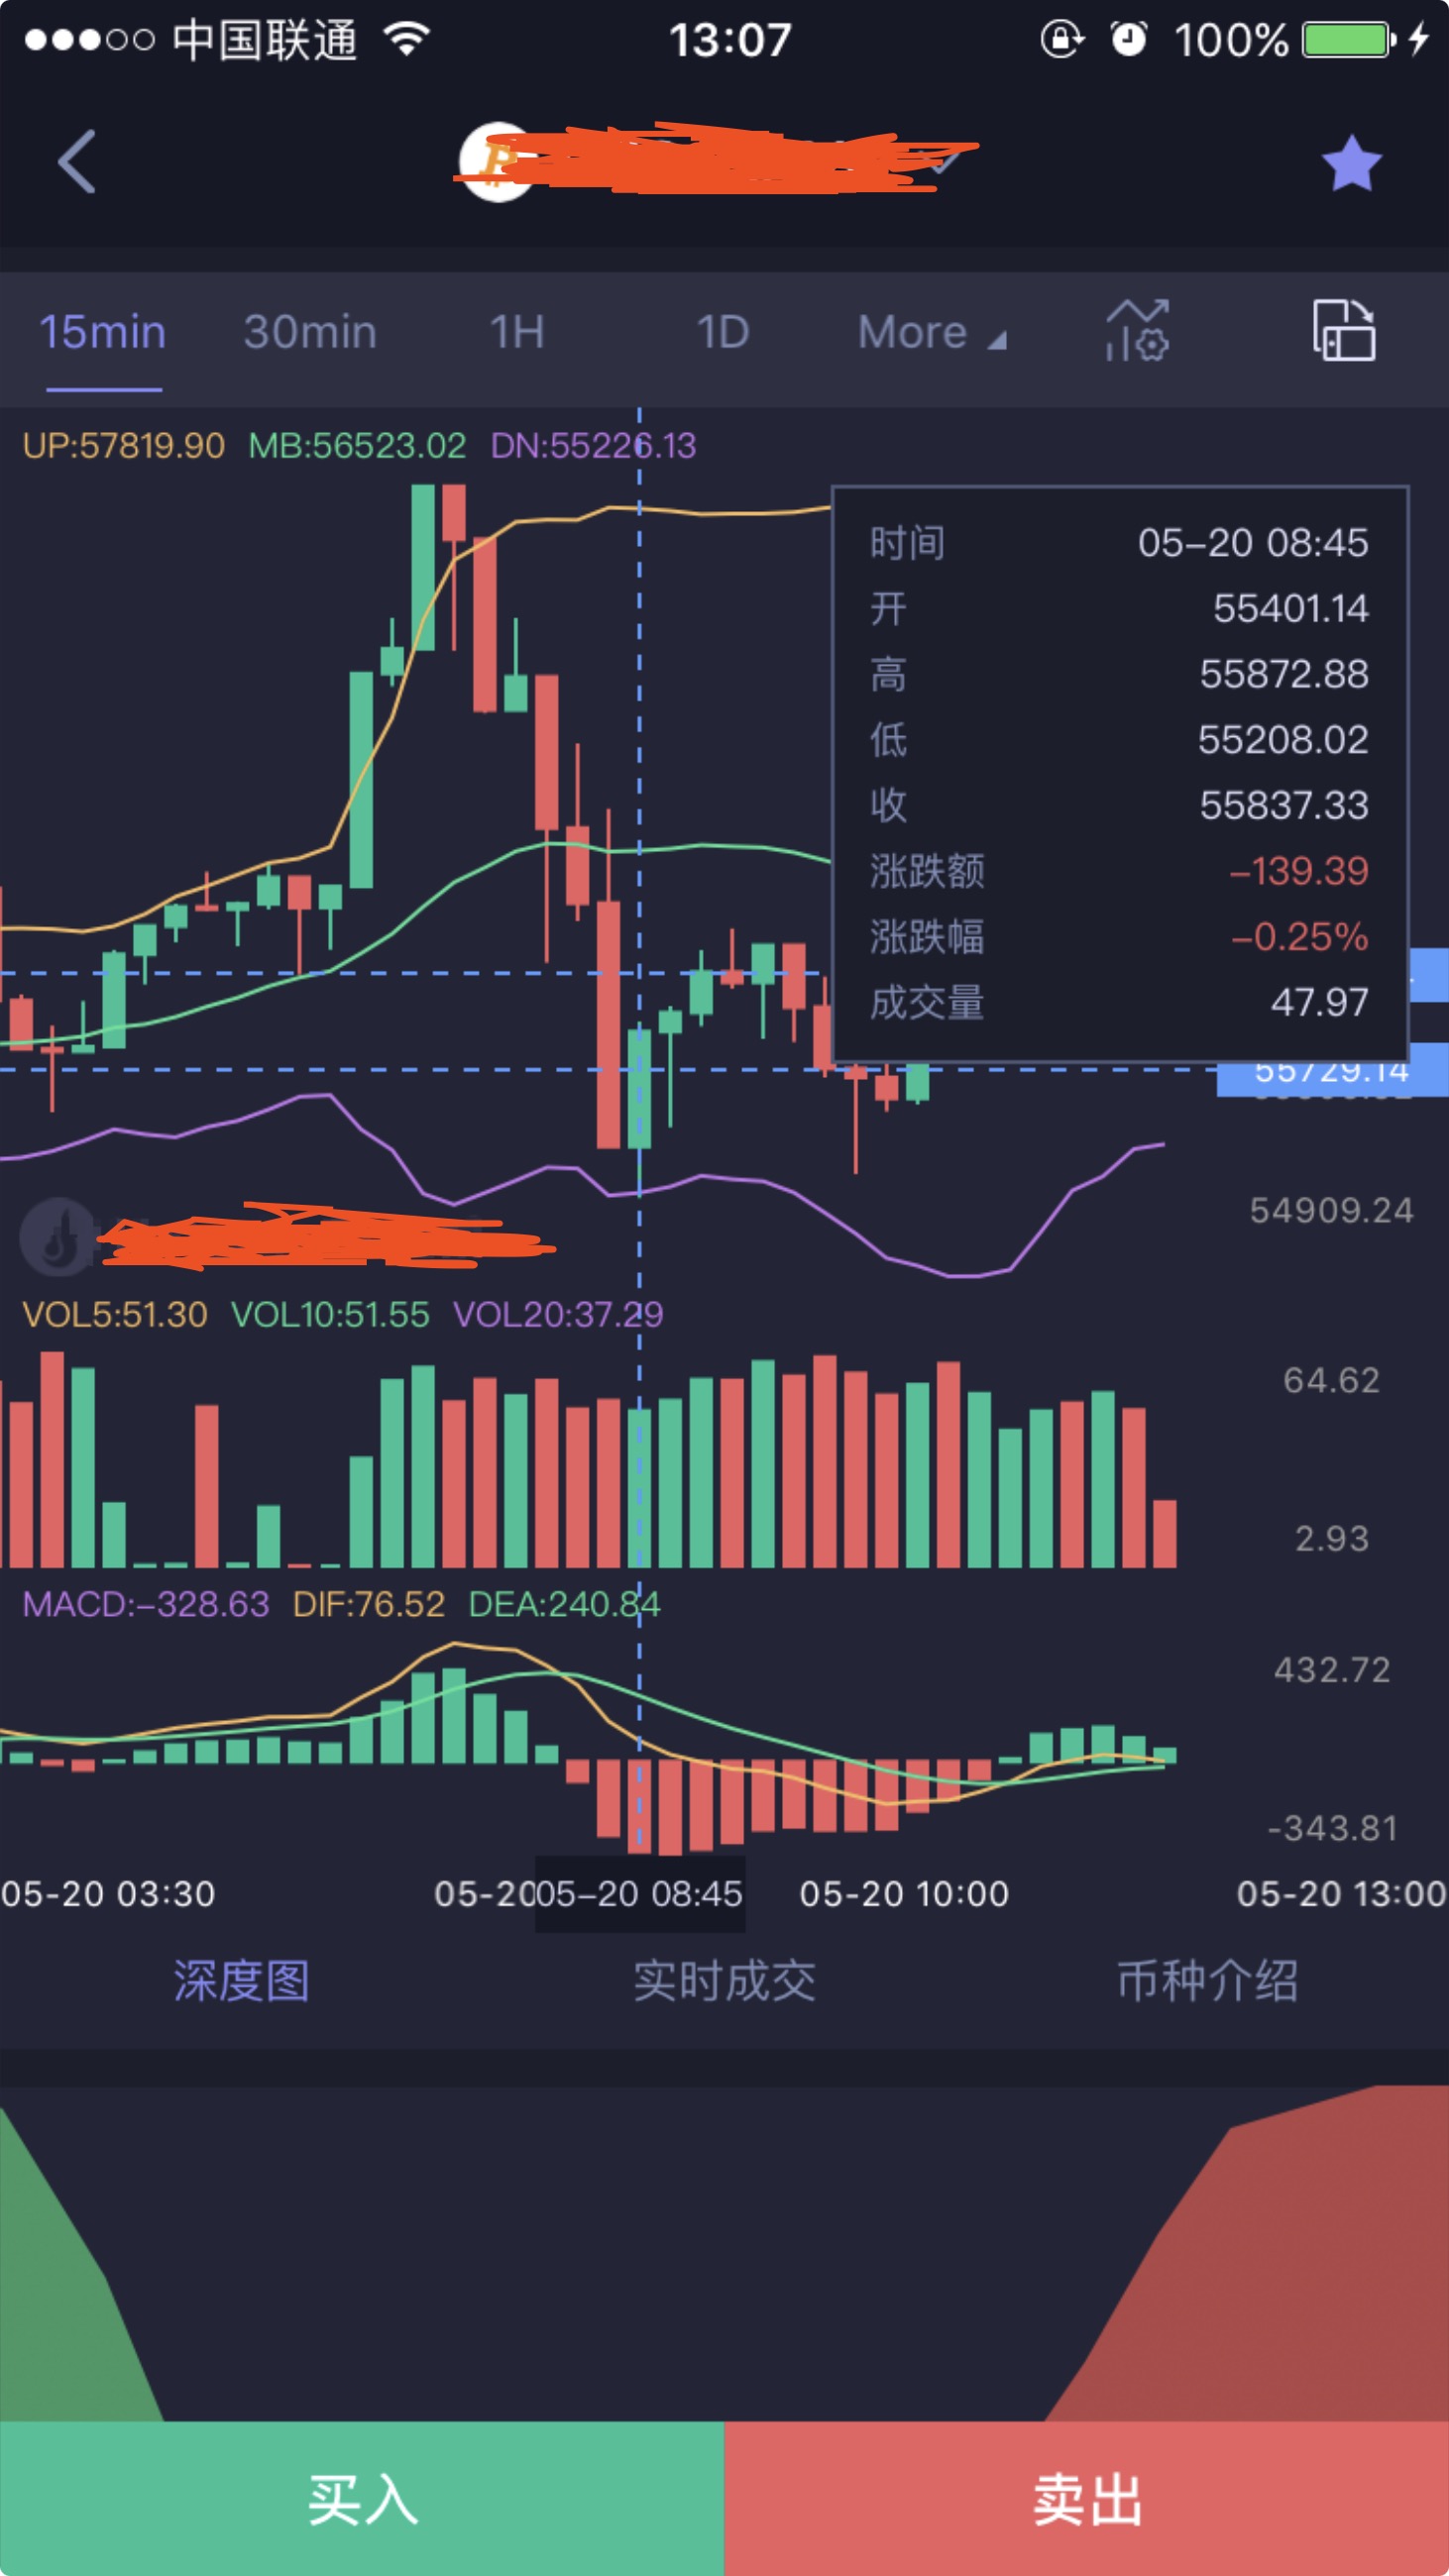 中国联通 13:07 100%
15min 30min 1H 1D More
UP:57819.90 MB:56523.02 DN:55226.13
时间 05-20 08:45
开 55401.14
高 55872.88
低 55208.02
收 55837.33
涨跌额 -139.39
涨跌幅 -0.25%
成交量 47.97
55729.14
54909.24
VOL5:51.30 VOL10:51.55 VOL20:37.29
64.62
2.93
MACD:-328.63 DIF:76.52 DEA:240.84
432.72
-343.81
05-20 03:30 05-20 05-20 08:45 05-20 10:00 05-20 13:00
深度图 实时成交 币种介绍
买入 卖出